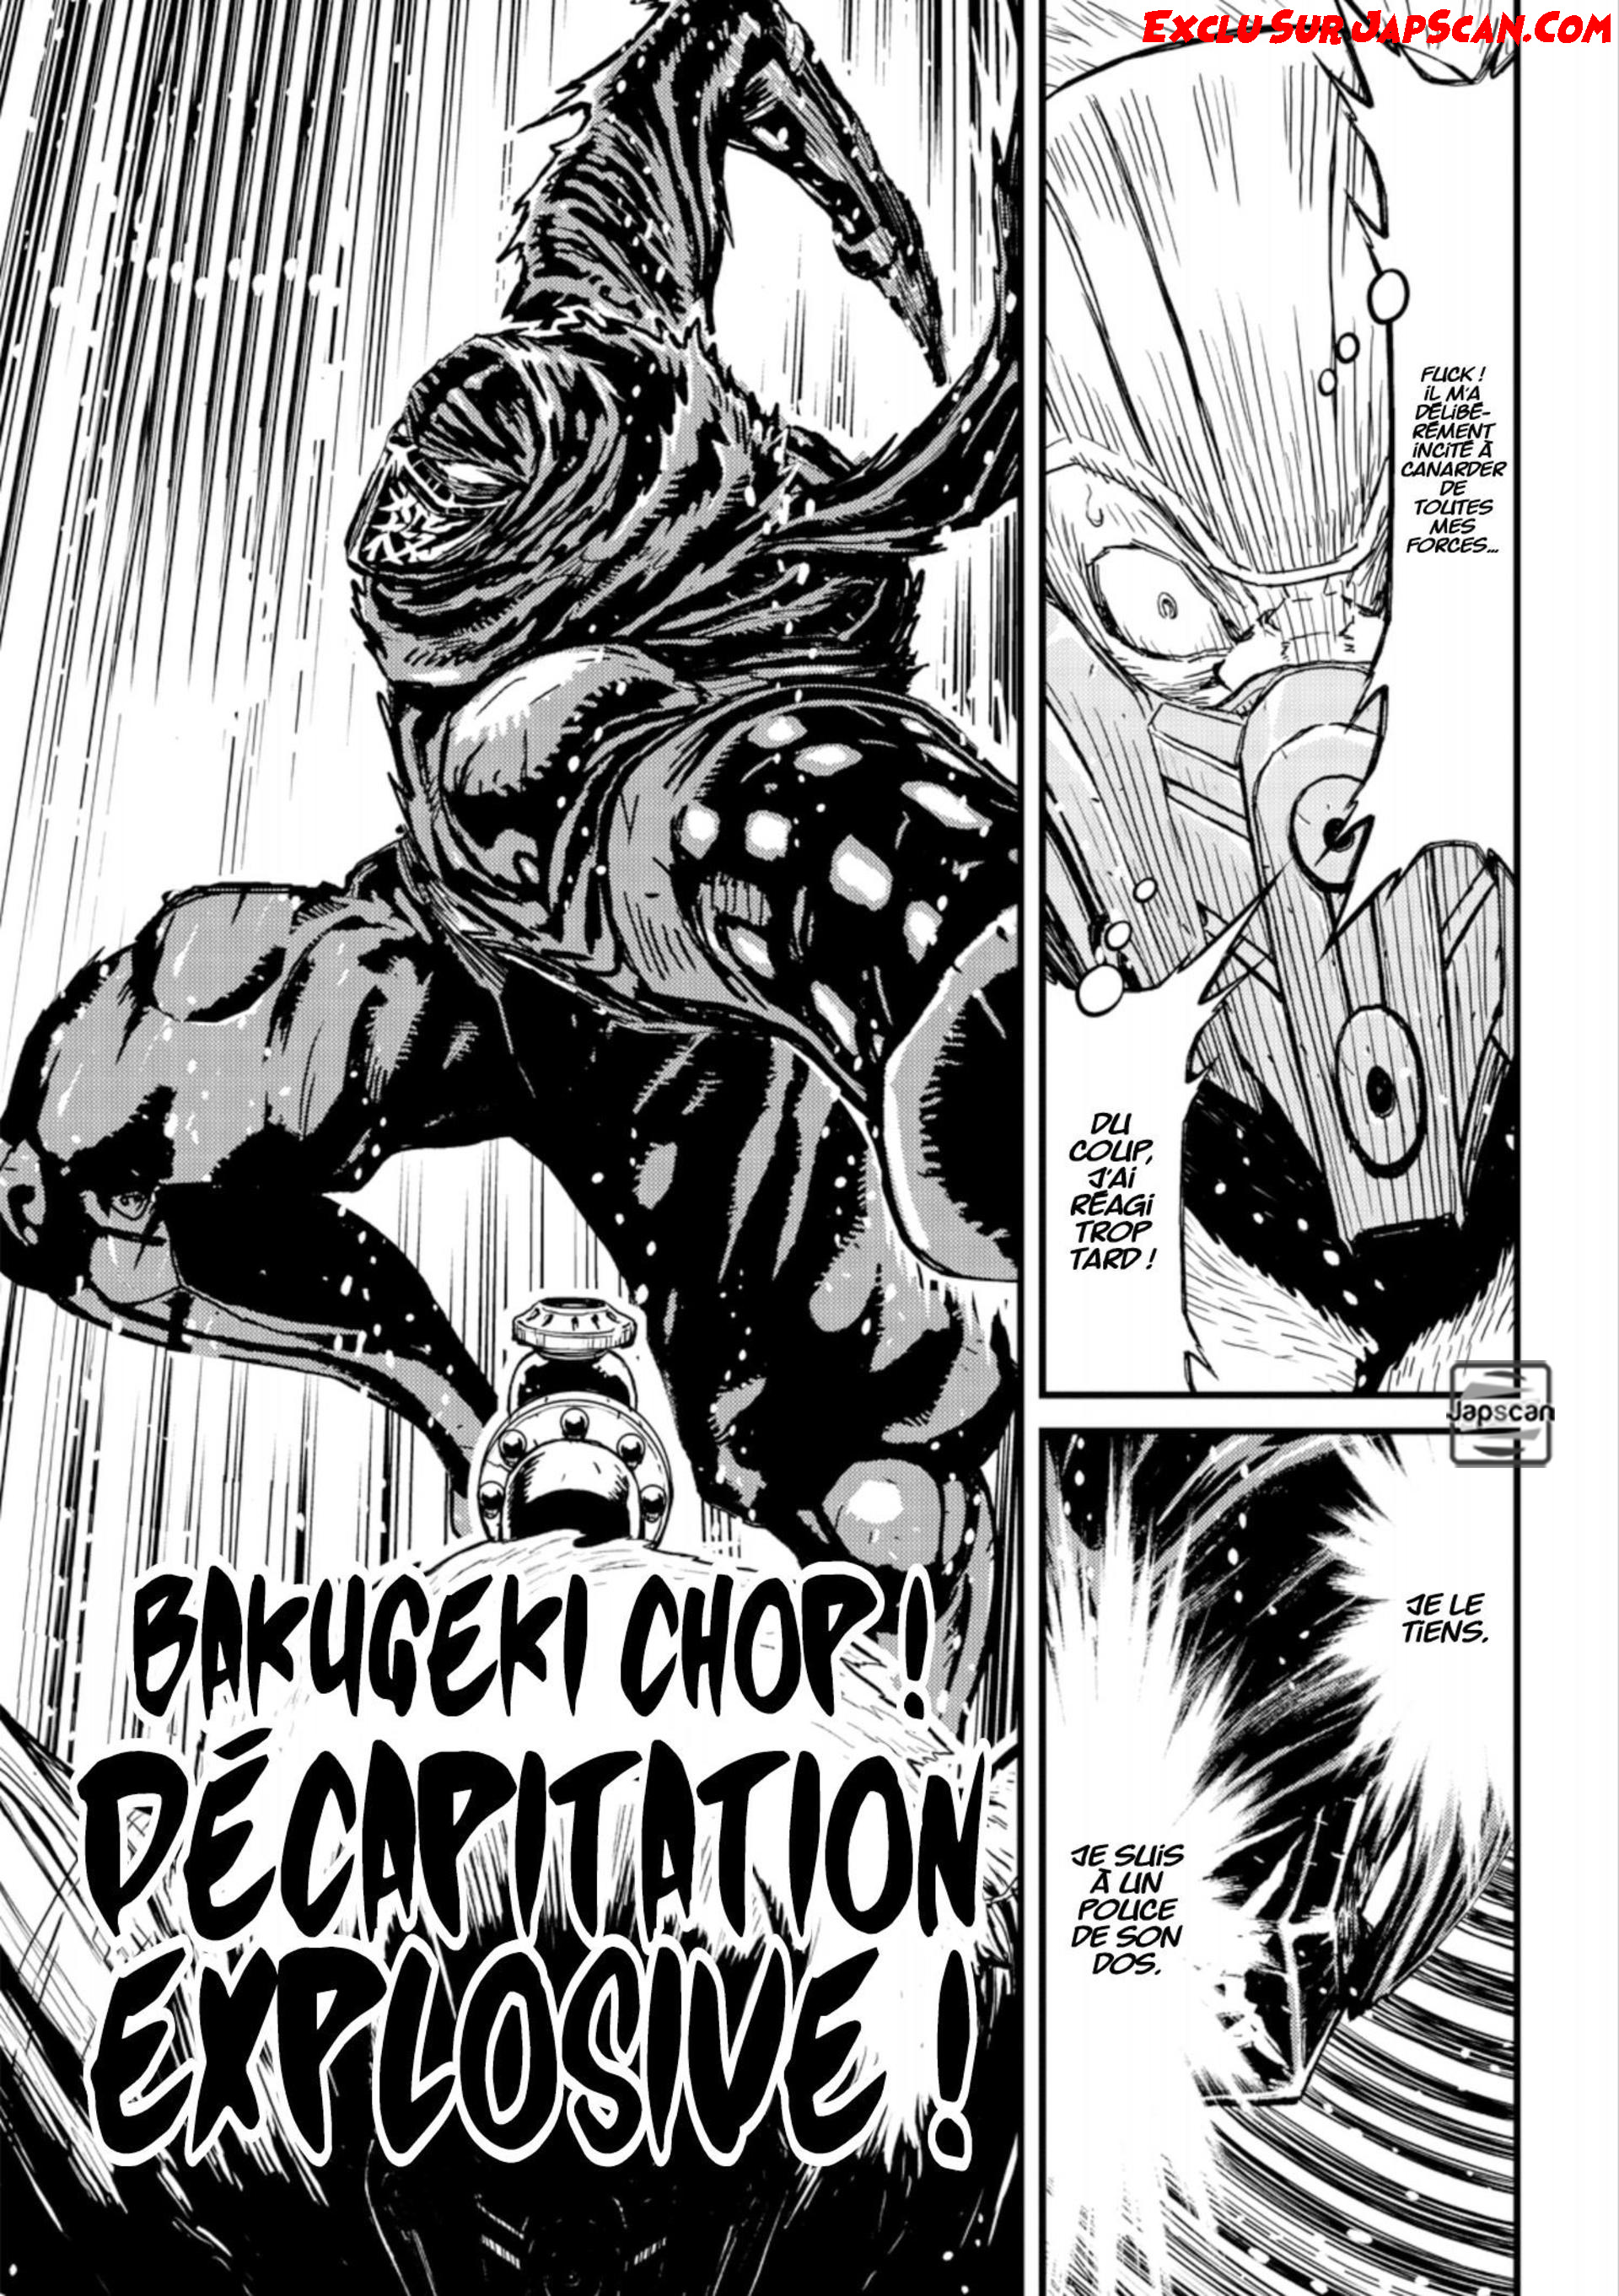 Exclu Sur JapScan.Com
FUCK !
IL M'A
DÉLIBÉ-
RÉMENT
INCITÉ À
CANARDER
DE
TOUTES
MES
FORCES...
DU
COUP,
J'AI
RÉAGI
TROP
TARD !
Japscan
JE LE
TIENS.
JE SUIS
À UN
POUCE
DE SON
DOS.
BAKUGEKI CHOP !
DÉCAPITATION
EXPLOSIVE !